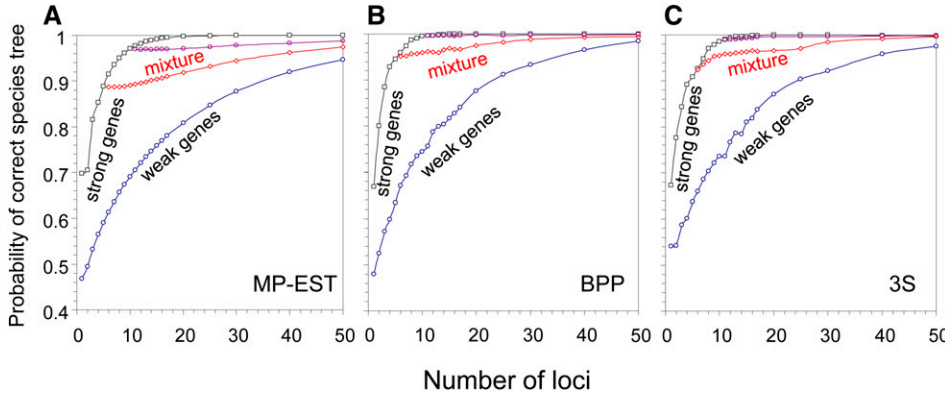 A
B
C
Probability of correct species tree
1
0.9
0.8
0.7
0.6
0.5
0.4
mixture
strong genes
weak genes
MP-EST
0 10 20 30 40 50
mixture
strong genes
weak genes
BPP
0 10 20 30 40 50
mixture
strong genes
weak genes
3S
0 10 20 30 40 50
Number of loci